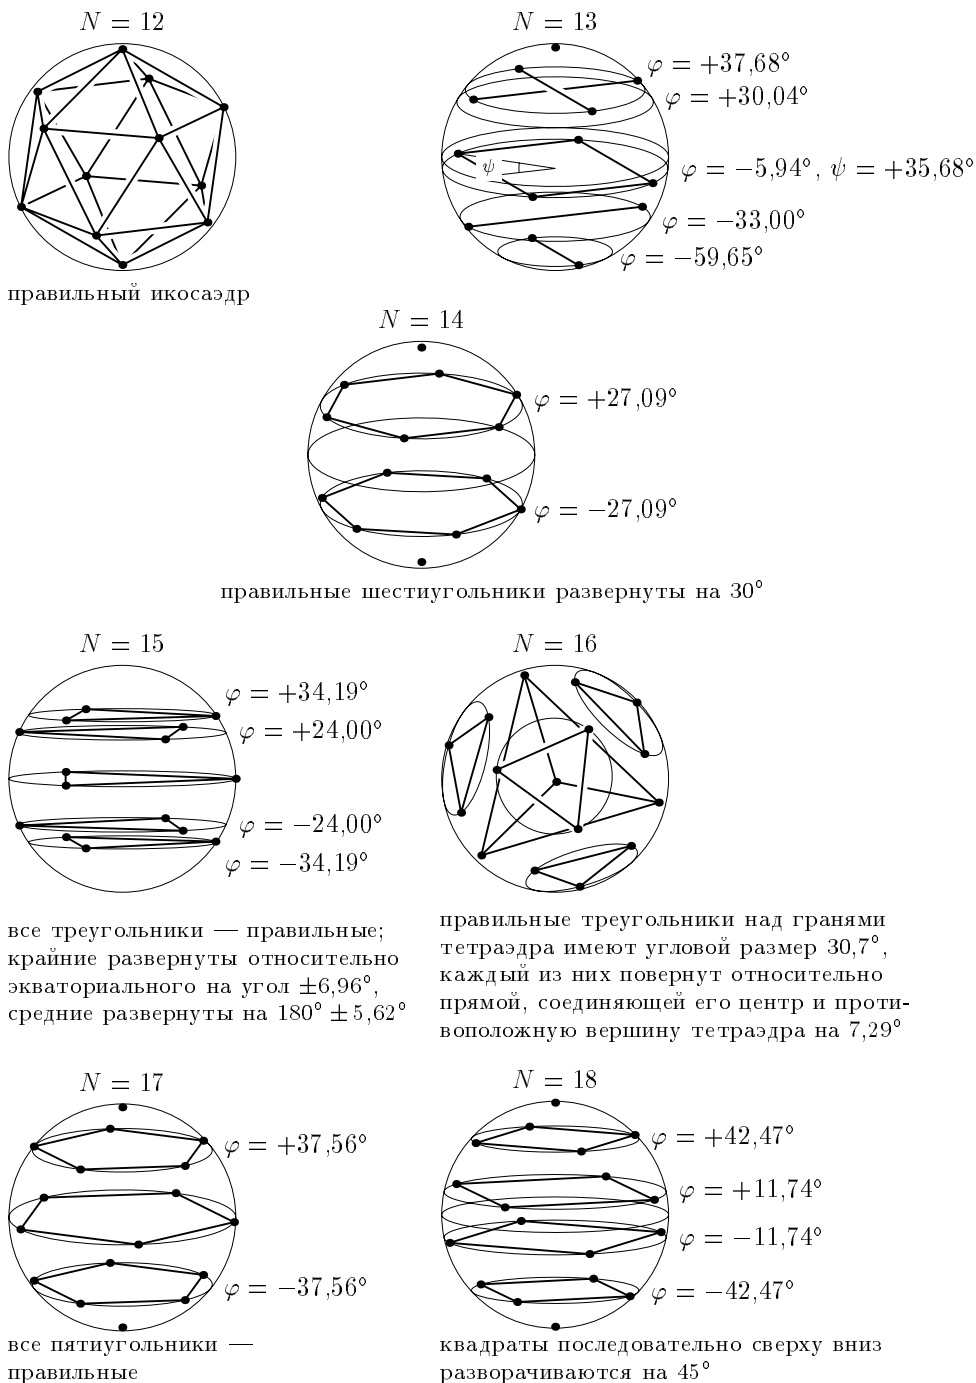 N = 12
N = 13
φ = +37,68°
φ = +30,04°
ψ
φ = −5,94°, ψ = +35,68°
φ = −33,00°
φ = −59,65°
правильный икосаэдр
N = 14
φ = +27,09°
φ = −27,09°
правильные шестиугольники развернуты на 30°
N = 15
φ = +34,19°
φ = +24,00°
φ = −24,00°
φ = −34,19°
все треугольники — правильные;
крайние развернуты относительно
экваториального на угол ±6,96°,
средние развернуты на 180° ± 5,62°
N = 16
правильные треугольники над гранями
тетраэдра имеют угловой размер 30,7°,
каждый из них повернут относительно
прямой, соединяющей его центр и проти-
воположную вершину тетраэдра на 7,29°
N = 17
φ = +37,56°
φ = −37,56°
все пятиугольники —
правильные
N = 18
φ = +42,47°
φ = +11,74°
φ = −11,74°
φ = −42,47°
квадраты последовательно сверху вниз
разворачиваются на 45°